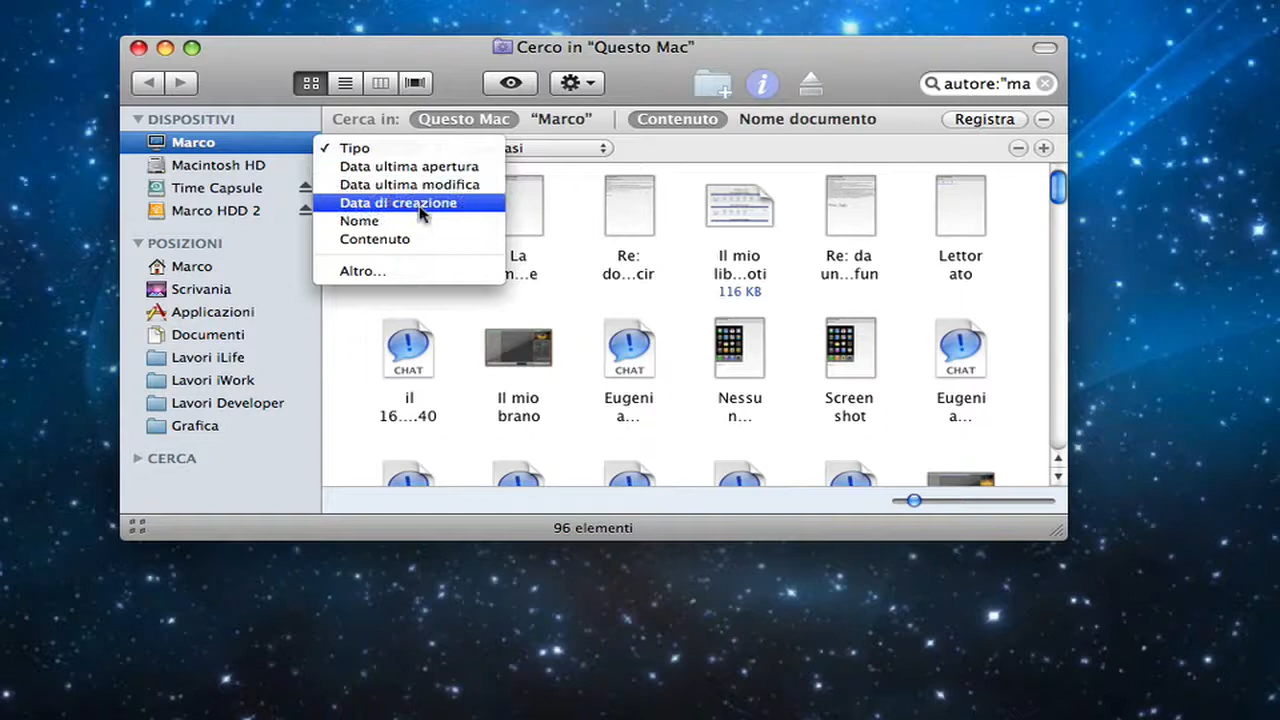 Cerco in “Questo Mac”
autore:"ma
DISPOSITIVI
Marco
Macintosh HD
Time Capsule
Marco HDD 2
POSIZIONI
Marco
Scrivania
Applicazioni
Documenti
Lavori iLife
Lavori iWork
Lavori Developer
Grafica
CERCA
Cerca in: Questo Mac “Marco” Contenuto Nome documento Registra
✓ Tipo
Data ultima apertura
Data ultima modifica
Data di creazione
Nome
Contenuto
Altro...
asi
La
m...e
Re:
do...cir
Il mio
lib...oti
116 KB
Re: da
un...fun
Lettor
ato
CHAT
il
16....40
Il mio
brano
CHAT
Eugeni
a...
Nessu
n...
Screen
shot
CHAT
Eugeni
a...
96 elementi